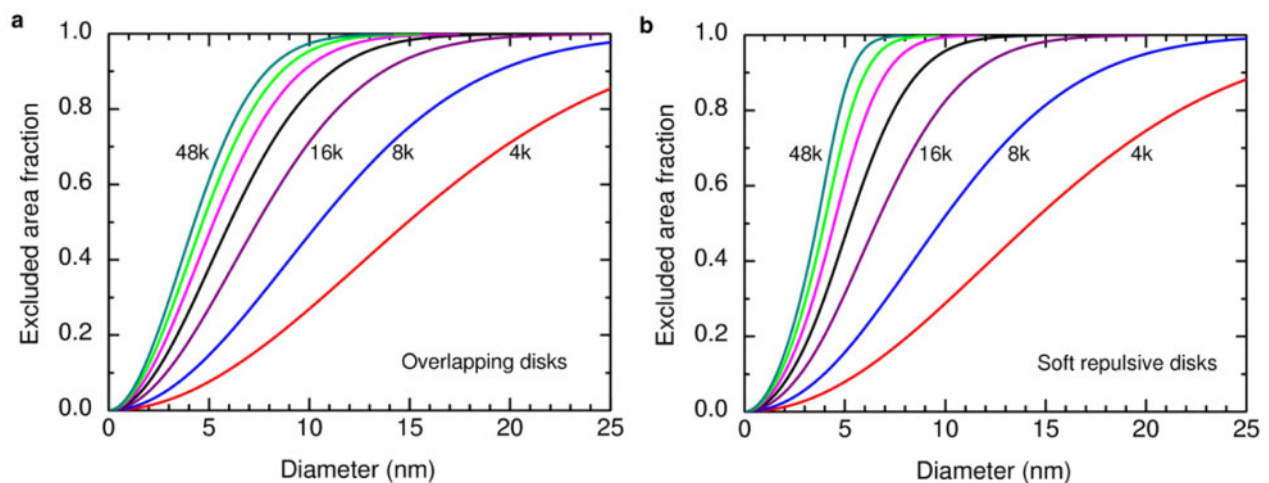 a
1.0
0.8
0.6
0.4
0.2
0.0
Excluded area fraction
48k
16k
8k
4k
Overlapping disks
0 5 10 15 20 25
Diameter (nm)
b
1.0
0.8
0.6
0.4
0.2
0.0
Excluded area fraction
48k
16k
8k
4k
Soft repulsive disks
0 5 10 15 20 25
Diameter (nm)